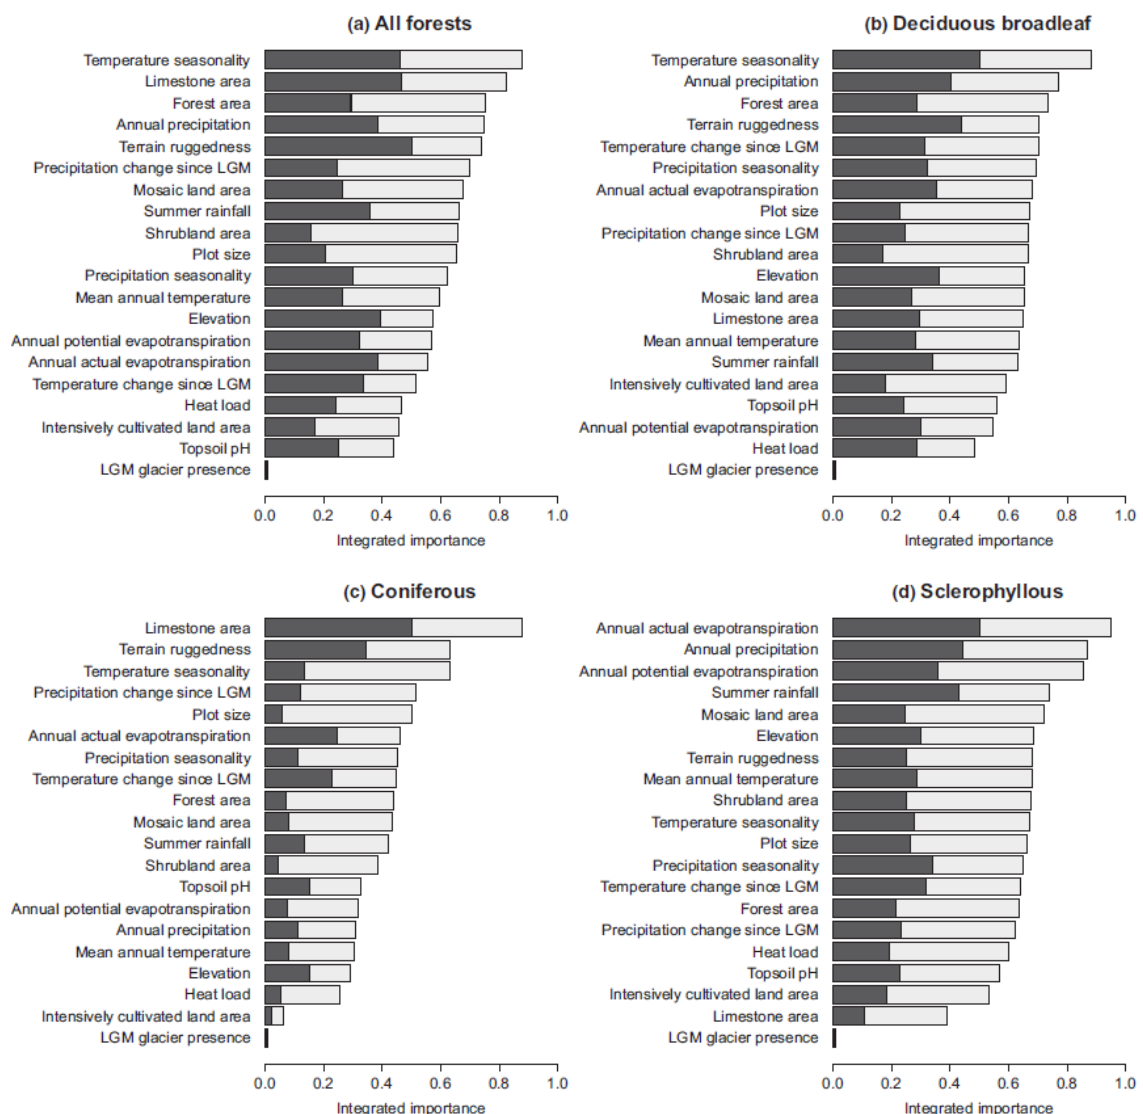 (a) All forests
Temperature seasonality
Limestone area
Forest area
Annual precipitation
Terrain ruggedness
Precipitation change since LGM
Mosaic land area
Summer rainfall
Shrubland area
Plot size
Precipitation seasonality
Mean annual temperature
Elevation
Annual potential evapotranspiration
Annual actual evapotranspiration
Temperature change since LGM
Heat load
Intensively cultivated land area
Topsoil pH
LGM glacier presence
0.0 0.2 0.4 0.6 0.8 1.0
Integrated importance
(b) Deciduous broadleaf
Temperature seasonality
Annual precipitation
Forest area
Terrain ruggedness
Temperature change since LGM
Precipitation seasonality
Annual actual evapotranspiration
Plot size
Precipitation change since LGM
Shrubland area
Elevation
Mosaic land area
Limestone area
Mean annual temperature
Summer rainfall
Intensively cultivated land area
Topsoil pH
Annual potential evapotranspiration
Heat load
LGM glacier presence
0.0 0.2 0.4 0.6 0.8 1.0
Integrated importance
(c) Coniferous
Limestone area
Terrain ruggedness
Temperature seasonality
Precipitation change since LGM
Plot size
Annual actual evapotranspiration
Precipitation seasonality
Temperature change since LGM
Forest area
Mosaic land area
Summer rainfall
Shrubland area
Topsoil pH
Annual potential evapotranspiration
Annual precipitation
Mean annual temperature
Elevation
Heat load
Intensively cultivated land area
LGM glacier presence
0.0 0.2 0.4 0.6 0.8 1.0
Integrated importance
(d) Sclerophyllous
Annual actual evapotranspiration
Annual precipitation
Annual potential evapotranspiration
Summer rainfall
Mosaic land area
Elevation
Terrain ruggedness
Mean annual temperature
Shrubland area
Temperature seasonality
Plot size
Precipitation seasonality
Temperature change since LGM
Forest area
Precipitation change since LGM
Heat load
Topsoil pH
Intensively cultivated land area
Limestone area
LGM glacier presence
0.0 0.2 0.4 0.6 0.8 1.0
Integrated importance